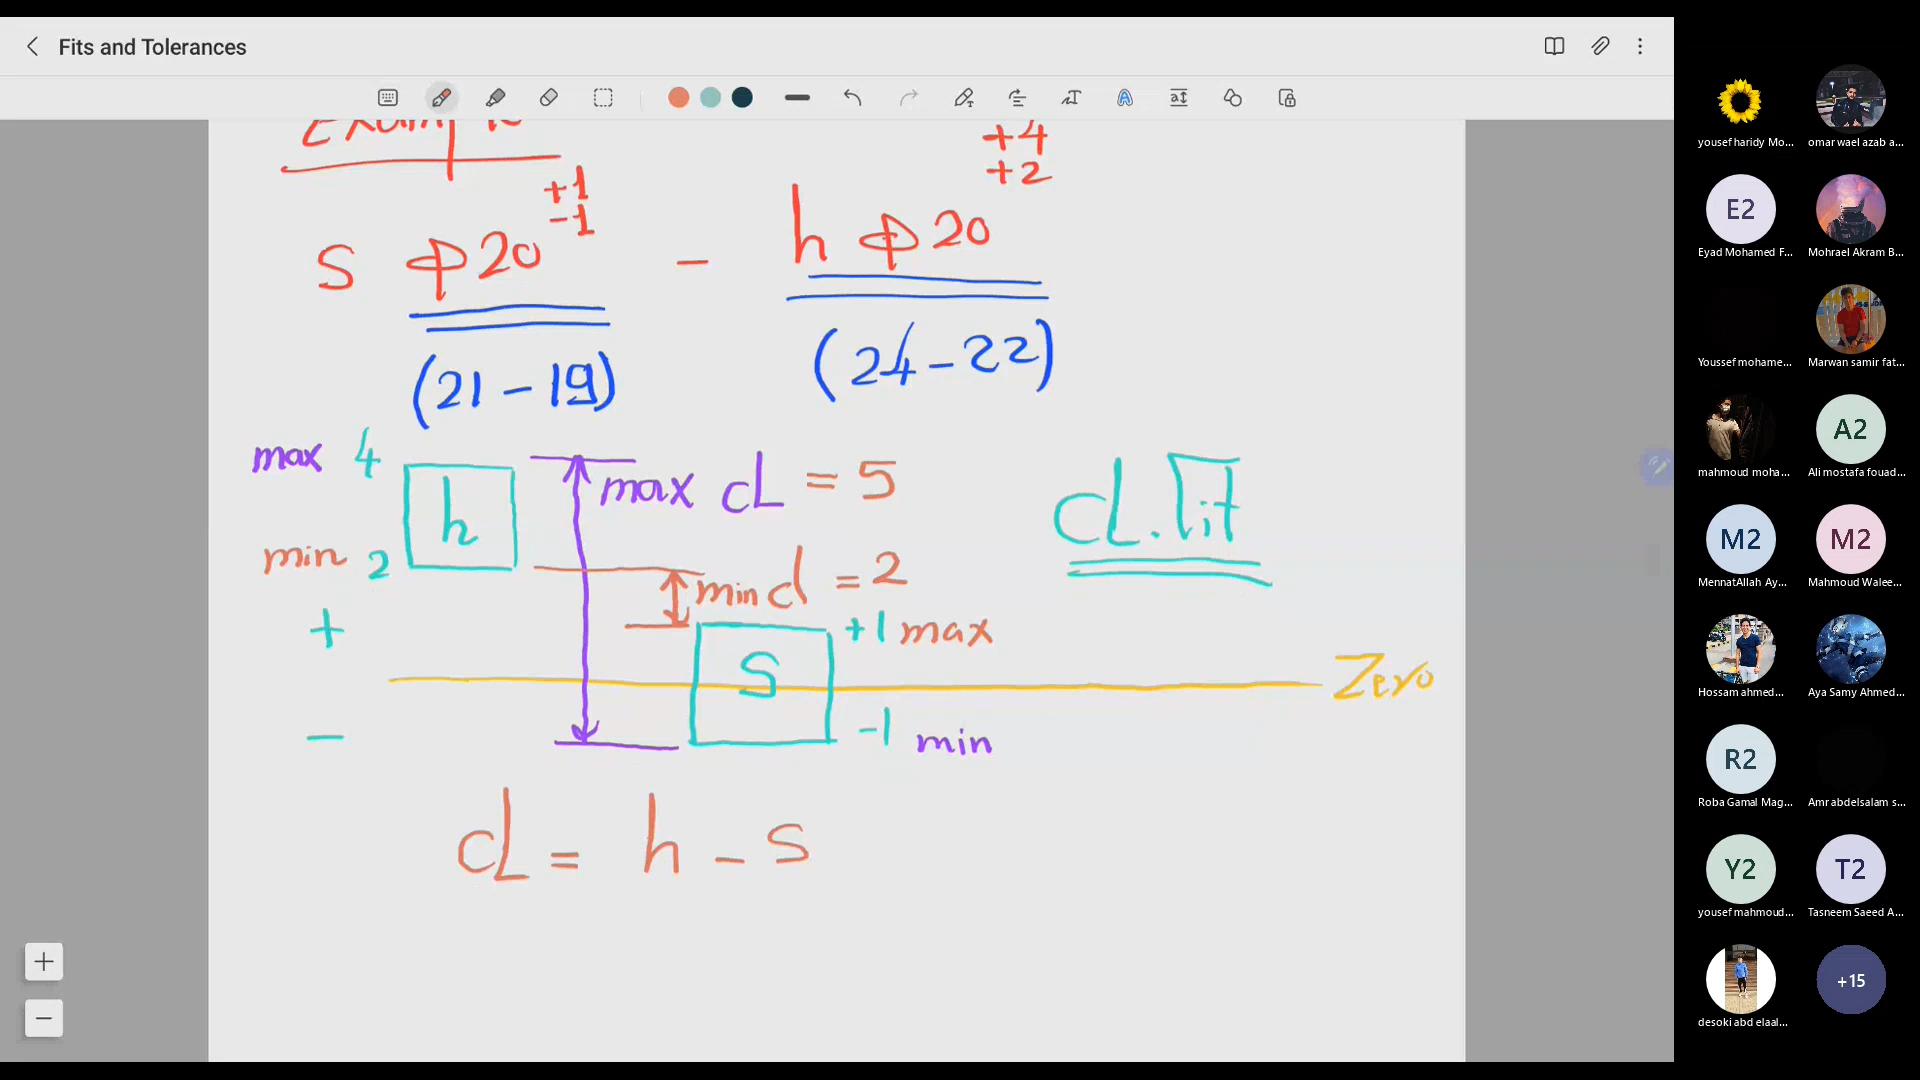 Fits and Tolerances
Example
+1
-1
S ϕ20 - h ϕ20
+4
+2
(21 - 19)
(24 - 22)
max 4
h
max cL = 5
cL. fit
min 2
min cl = 2
+
S
+1 max
Zero
-
-1 min
cL = h - s
yousef haridy Mo...
omar wael azab a...
E2
Eyad Mohamed F...
Mohrael Akram B...
Youssef mohame...
Marwan samir fat...
mahmoud moha...
A2
Ali mostafa fouad...
M2
MennatAllah Ay...
M2
Mahmoud Walee...
Hossam ahmed...
Aya Samy Ahmed...
R2
Roba Gamal Mag...
Amr abdelsalam s...
Y2
yousef mahmoud...
T2
Tasneem Saeed A...
desoki abd elaal...
+15